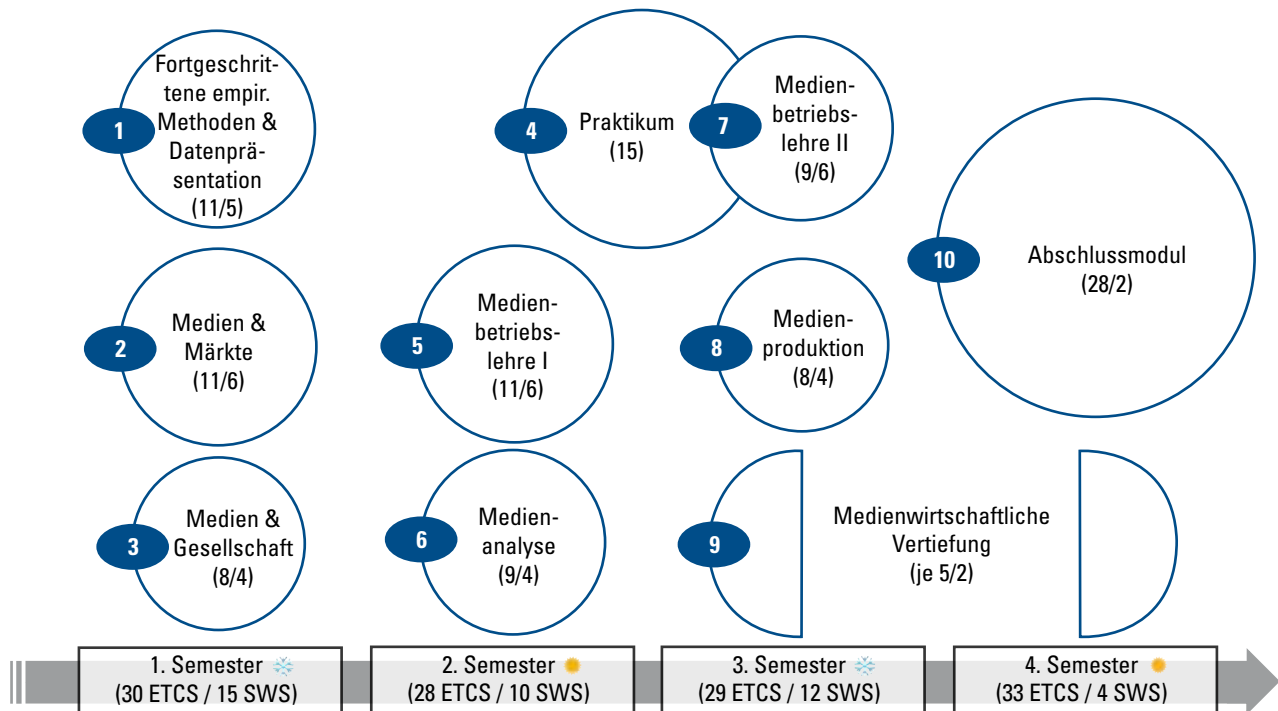 1
Fortgeschrit-
tene empir.
Methoden &
Datenprä-
sentation
(11/5)
4
Praktikum
(15)
7
Medien-
betriebs-
lehre II
(9/6)
10
Abschlussmodul
(28/2)
2
Medien &
Märkte
(11/6)
5
Medien-
betriebs-
lehre I
(11/6)
8
Medien-
produktion
(8/4)
3
Medien &
Gesellschaft
(8/4)
6
Medien-
analyse
(9/4)
9
Medienwirtschaftliche
Vertiefung
(je 5/2)
1. Semester
(30 ETCS / 15 SWS)
2. Semester
(28 ETCS / 10 SWS)
3. Semester
(29 ETCS / 12 SWS)
4. Semester
(33 ETCS / 4 SWS)